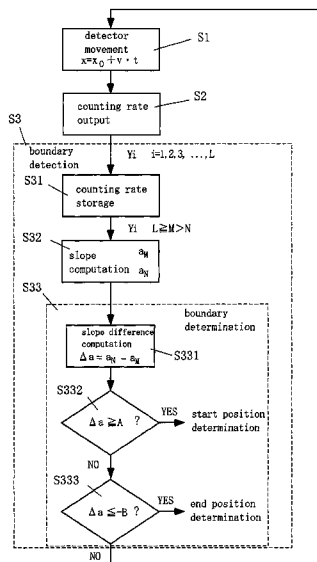 detector
movement
x=x₀+v·t
S1
counting rate
output
S2
S3
boundary
detection
Yi i=1,2,3, ...,L
S31
counting rate
storage
Yi L≧M>N
S32
slope aM
computation aN
S33
boundary
determination
slope difference
computation
Δa=aN−aM
S331
S332
Δa≧A ?
YES
start position
determination
NO
S333
Δa≦-B ?
YES
end position
determination
NO